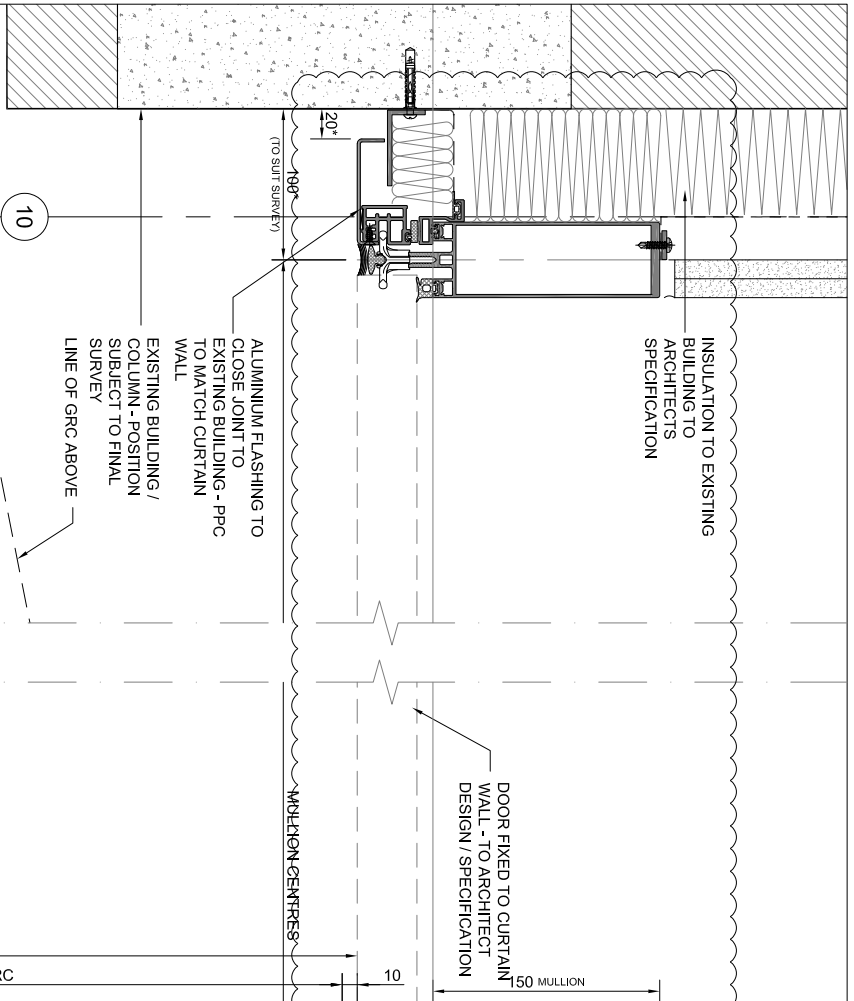 INSULATION TO EXISTING
BUILDING TO
ARCHITECTS
SPECIFICATION
DOOR FIXED TO CURTAIN
WALL - TO ARCHITECT
DESIGN / SPECIFICATION
150 MULLION
20*
100*
(TO SUIT SURVEY)
MULLION CENTRES
10
ALUMINIUM FLASHING TO
CLOSE JOINT TO
EXISTING BUILDING - PPC
TO MATCH CURTAIN
WALL
EXISTING BUILDING /
COLUMN - POSITION
SUBJECT TO FINAL
SURVEY
LINE OF GRC ABOVE
10